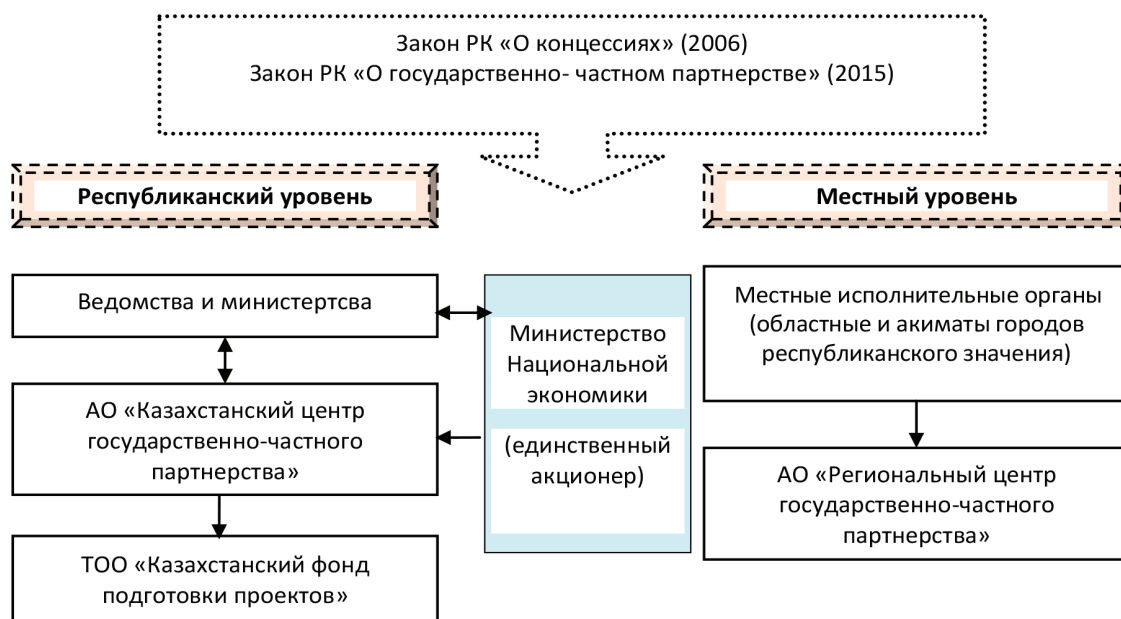 Закон РК «О концессиях» (2006)
Закон РК «О государственно- частном партнерстве» (2015)
Республиканский уровень
Местный уровень
Ведомства и министертсва
Министерство
Национальной
экономики
(единственный
акционер)
Местные исполнительные органы
(областные и акиматы городов
республиканского значения)
АО «Казахстанский центр
государственно-частного
партнерства»
АО «Региональный центр
государственно-частного
партнерства»
ТОО «Казахстанский фонд
подготовки проектов»